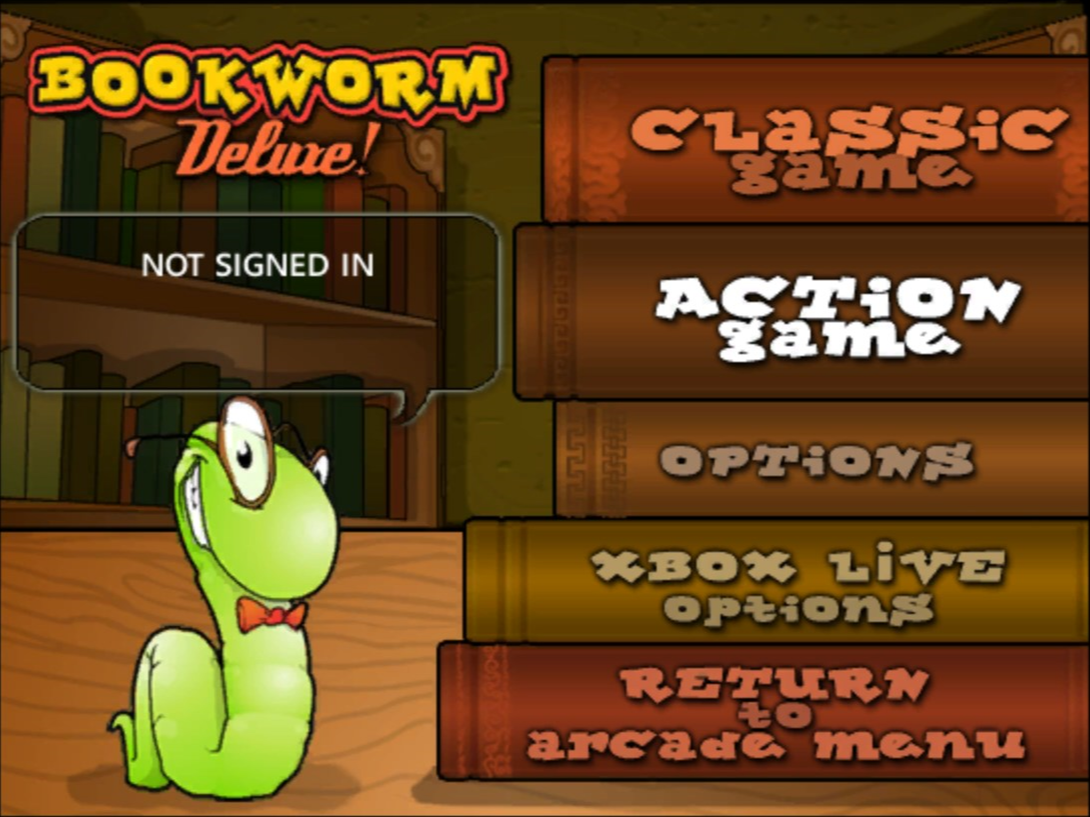 BOOKWORM
Deluxe!
NOT SIGNED IN
CLASSiC
game
ACTiON
game
OPTiONS
XBOX LiVE
options
RETURN
to
arcade menu